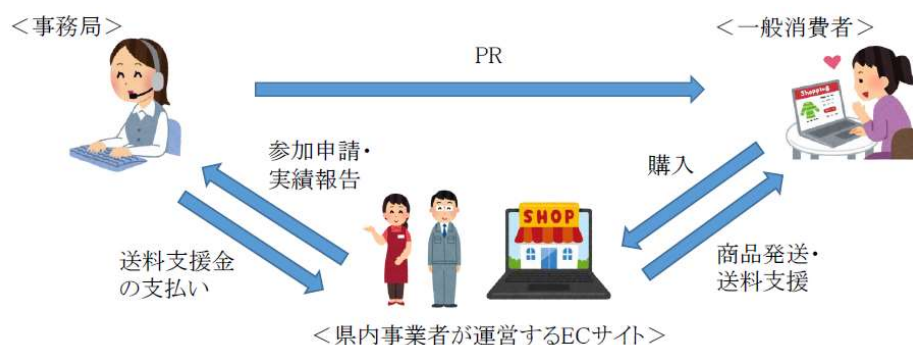 ＜事務局＞
＜一般消費者＞
PR
Shopping
参加申請・
実績報告
購入
SHOP
送料支援金
の支払い
商品発送・
送料支援
＜県内事業者が運営するECサイト＞